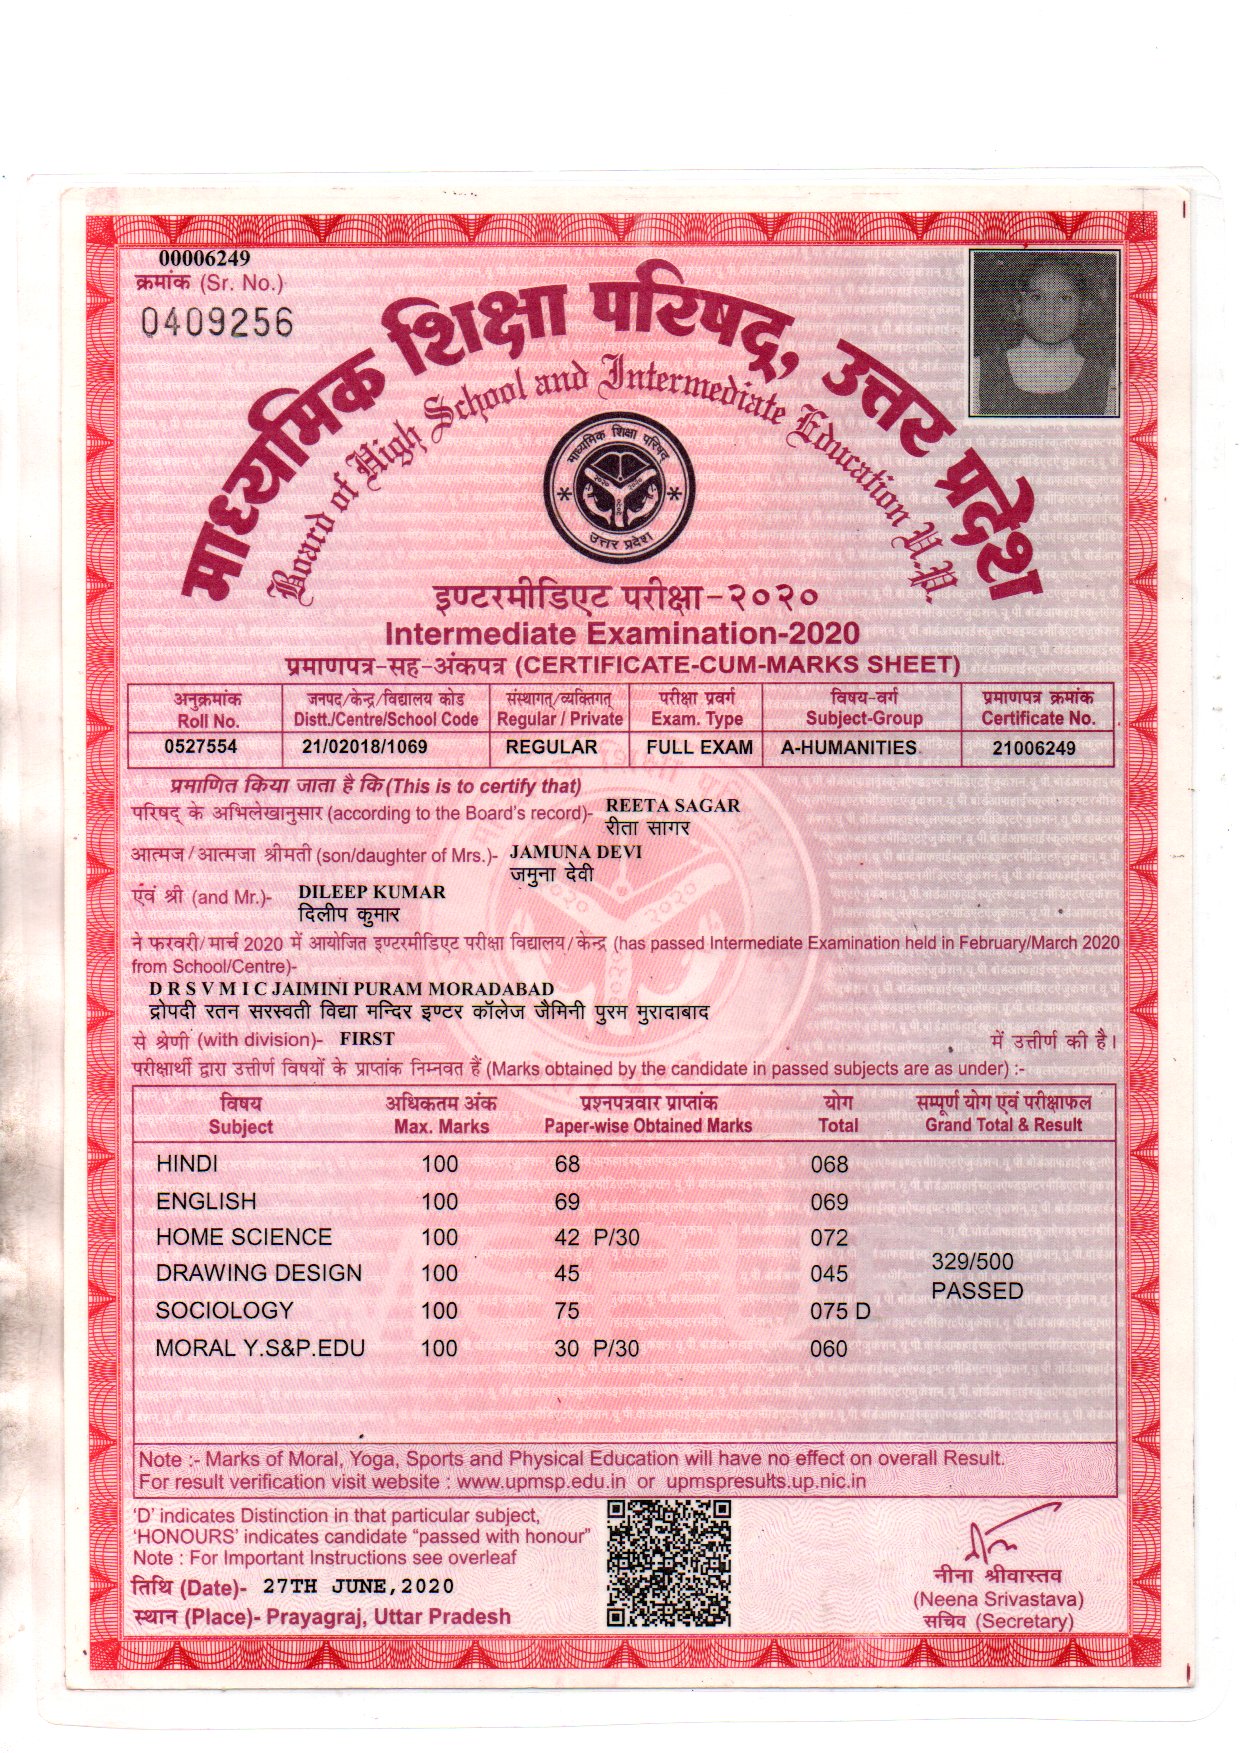 00006249
क्रमांक (Sr. No.)
0409256
माध्यमिक शिक्षा परिषद्, उत्तर प्रदेश
Board of High School and Intermediate Education U.P.
माध्यमिक शिक्षा परिषद्
उत्तर प्रदेश
इण्टरमीडिएट परीक्षा-२०२०
Intermediate Examination-2020
प्रमाणपत्र-सह-अंकपत्र (CERTIFICATE-CUM-MARKS SHEET)
अनुक्रमांक जनपद/केन्द्र/विद्यालय कोड संस्थागत्/व्यक्तिगत् परीक्षा प्रवर्ग विषय-वर्ग प्रमाणपत्र क्रमांक
Roll No. Distt./Centre/School Code Regular / Private Exam. Type Subject-Group Certificate No.
0527554 21/02018/1069 REGULAR FULL EXAM A-HUMANITIES 21006249
प्रमाणित किया जाता है कि (This is to certify that)
परिषद् के अभिलेखानुसार (according to the Board's record)- REETA SAGAR
रीता सागर
आत्मज/आत्मजा श्रीमती (son/daughter of Mrs.)- JAMUNA DEVI
जमुना देवी
एवं श्री (and Mr.)- DILEEP KUMAR
दिलीप कुमार
ने फरवरी/मार्च 2020 में आयोजित इण्टरमीडिएट परीक्षा विद्यालय/केन्द्र (has passed Intermediate Examination held in February/March 2020
from School/Centre)-
D R S V M I C JAIMINI PURAM MORADABAD
द्रोपदी रतन सरस्वती विद्या मन्दिर इण्टर कॉलेज जैमिनी पुरम मुरादाबाद
से श्रेणी (with division)- FIRST में उत्तीर्ण की है।
परीक्षार्थी द्वारा उत्तीर्ण विषयों के प्राप्तांक निम्नवत हैं (Marks obtained by the candidate in passed subjects are as under) :-
विषय अधिकतम अंक प्रश्नपत्रवार प्राप्तांक योग सम्पूर्ण योग एवं परीक्षाफल
Subject Max. Marks Paper-wise Obtained Marks Total Grand Total & Result
HINDI 100 68 068
ENGLISH 100 69 069
HOME SCIENCE 100 42 P/30 072
329/500
DRAWING DESIGN 100 45 045
PASSED
SOCIOLOGY 100 75 075 D
MORAL Y.S&P.EDU 100 30 P/30 060
Note :- Marks of Moral, Yoga, Sports and Physical Education will have no effect on overall Result.
For result verification visit website : www.upmsp.edu.in or upmspresults.up.nic.in
'D' indicates Distinction in that particular subject,
'HONOURS' indicates candidate "passed with honour"
Note : For Important Instructions see overleaf
तिथि (Date)- 27TH JUNE,2020
स्थान (Place)- Prayagraj, Uttar Pradesh
नीना श्रीवास्तव
(Neena Srivastava)
सचिव (Secretary)